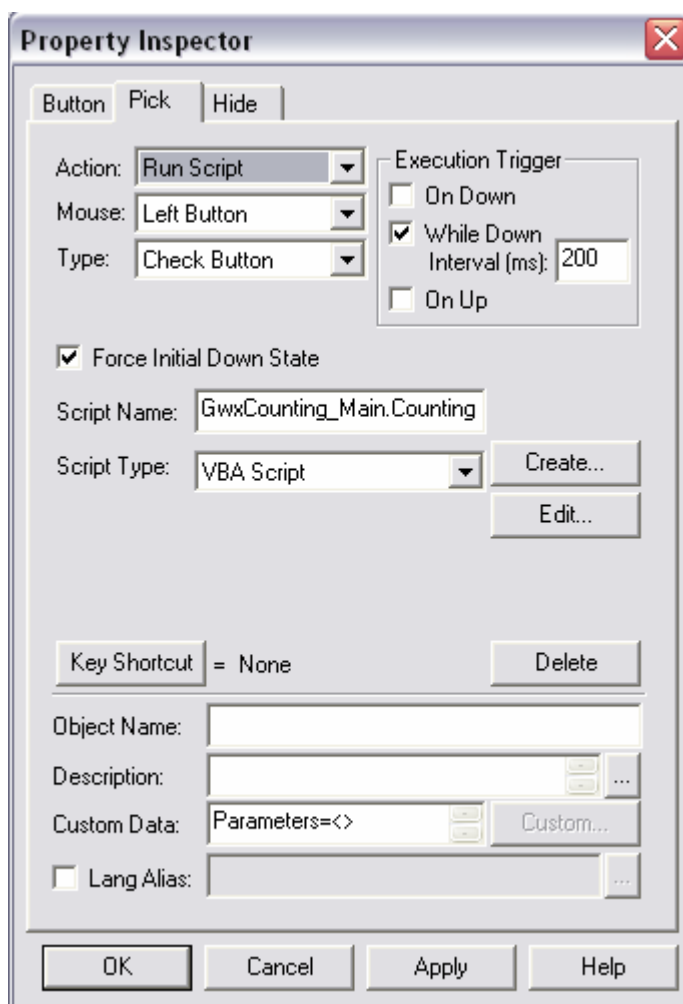 Property Inspector
Button Pick Hide
Action: Run Script
Mouse: Left Button
Type: Check Button
Execution Trigger
On Down
While Down
Interval (ms): 200
On Up
Force Initial Down State
Script Name: GwxCounting_Main.Counting
Script Type: VBA Script
Create...
Edit...
Key Shortcut = None
Delete
Object Name:
Description: ...
Custom Data: Parameters=<> Custom...
Lang Alias: ...
OK Cancel Apply Help